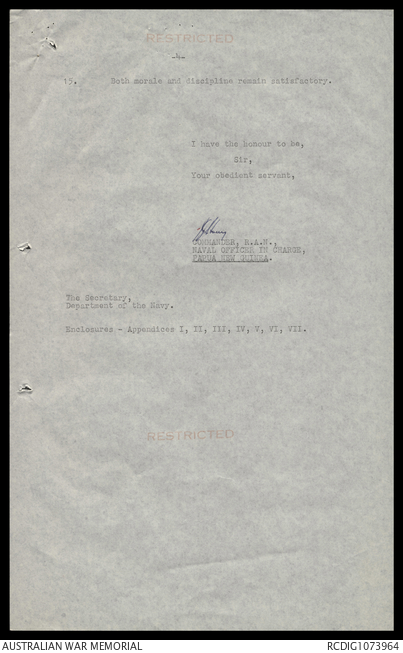 RESTRICTED
-4-
15. Both morale and discipline remain satisfactory.
I have the honour to be,
Sir,
Your obedient servant,
COMMANDER, R.A.N.,
NAVAL OFFICER IN CHARGE,
PAPUA NEW GUINEA.
The Secretary,
Department of the Navy.
Enclosures - Appendices I, II, III, IV, V, VI, VII.
RESTRICTED
AUSTRALIAN WAR MEMORIAL
RCDIG1073964